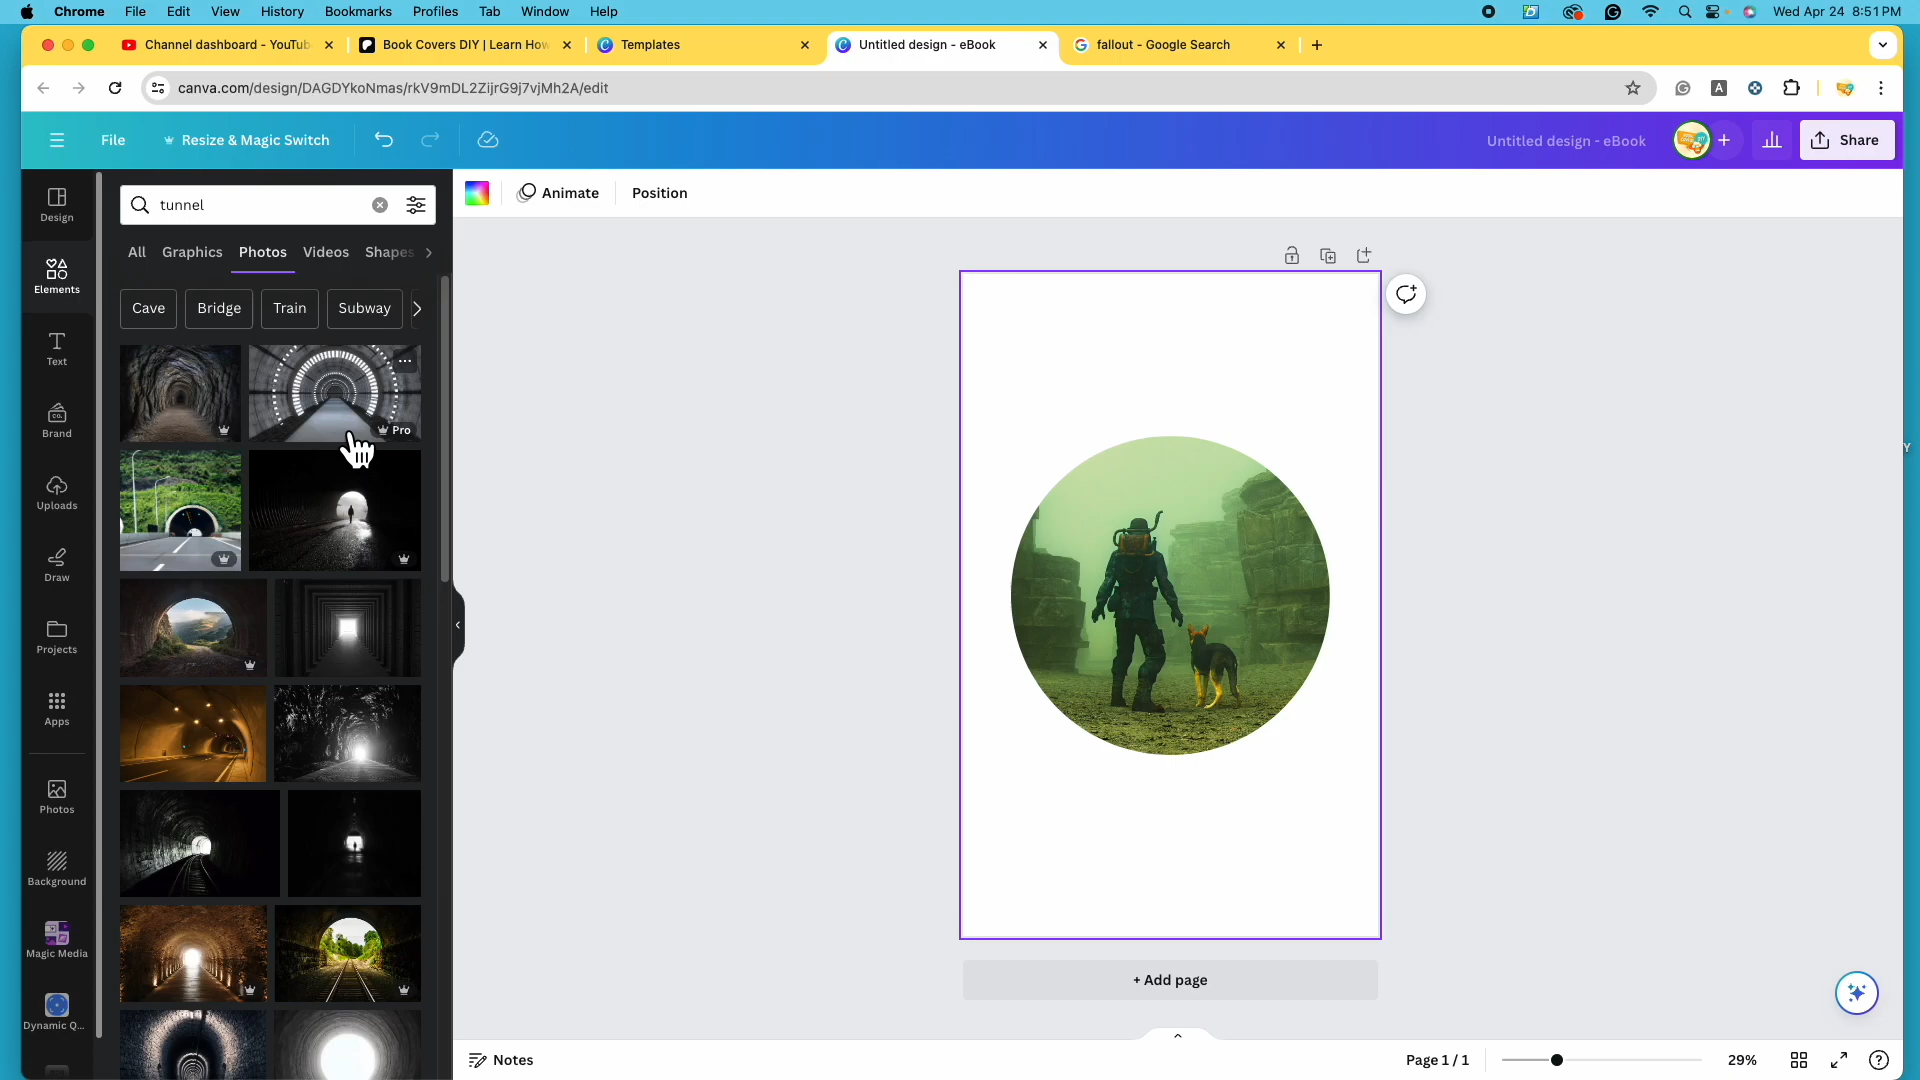 Chrome File Edit View History Bookmarks Profiles Tab Window Help Wed Apr 24 8:51 PM
Channel dashboard - YouTub Book Covers DIY | Learn How Templates Untitled design - eBook fallout - Google Search
canva.com/design/DAGDYkoNmas/rkV9mDL2ZijrG9j7vjMh2A/edit
File Resize & Magic Switch Untitled design - eBook Share
tunnel
Animate Position
All Graphics Photos Videos Shapes
Cave Bridge Train Subway
Pro
Design
Elements
Text
Brand
Uploads
Draw
Projects
Apps
Photos
Background
Magic Media
Dynamic Q...
+ Add page
Notes
Page 1 / 1
29%